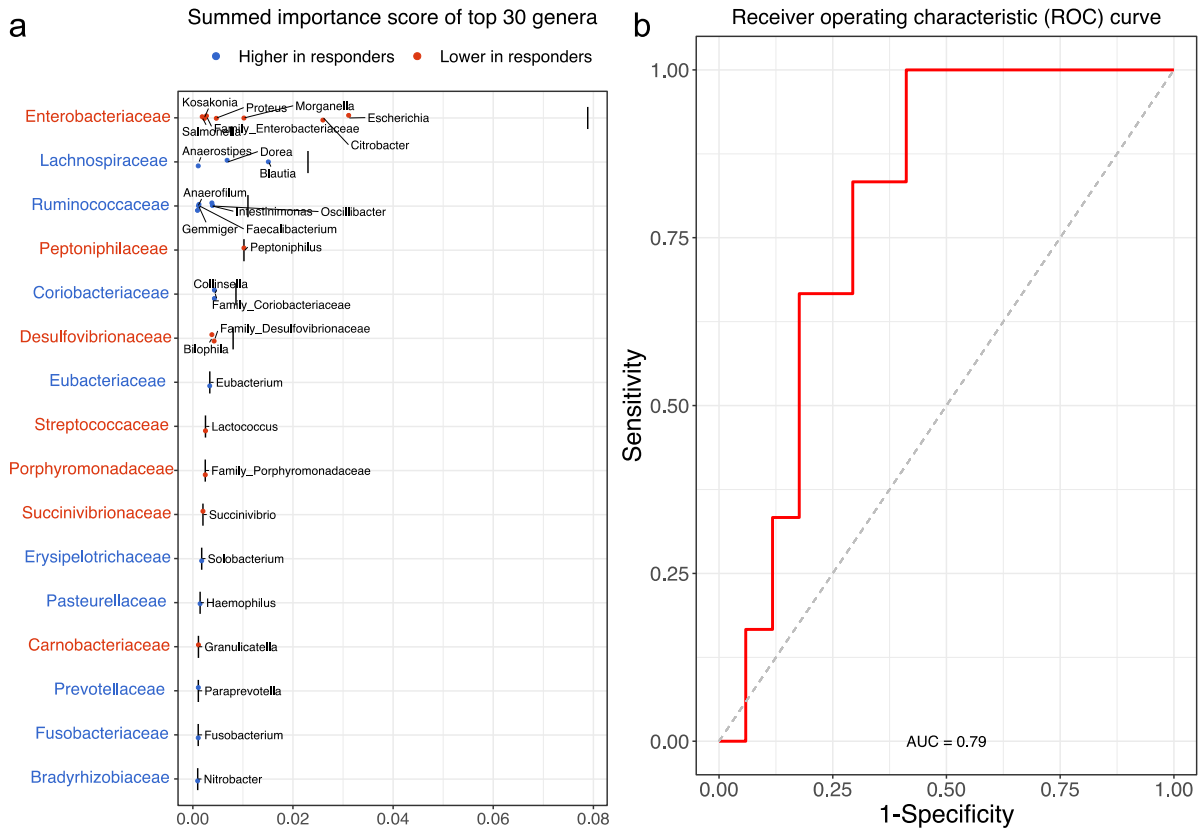 a
Summed importance score of top 30 genera
Higher in responders
Lower in responders
Enterobacteriaceae
Kosakonia
Proteus
Morganella
Escherichia
Salmonella
Family_Enterobacteriaceae
Citrobacter
Lachnospiraceae
Anaerostipes
Dorea
Blautia
Ruminococcaceae
Anaerofilum
Intestinimonas
Oscillibacter
Gemmiger
Faecalibacterium
Peptoniphilaceae
Peptoniphilus
Coriobacteriaceae
Collinsella
Family_Coriobacteriaceae
Desulfovibrionaceae
Family_Desulfovibrionaceae
Bilophila
Eubacteriaceae
Eubacterium
Streptococcaceae
Lactococcus
Porphyromonadaceae
Family_Porphyromonadaceae
Succinivibrionaceae
Succinivibrio
Erysipelotrichaceae
Solobacterium
Pasteurellaceae
Haemophilus
Carnobacteriaceae
Granulicatella
Prevotellaceae
Paraprevotella
Fusobacteriaceae
Fusobacterium
Bradyrhizobiaceae
Nitrobacter
0.00 0.02 0.04 0.06 0.08
b
Receiver operating characteristic (ROC) curve
Sensitivity
1.00
0.75
0.50
0.25
0.00
AUC = 0.79
0.00 0.25 0.50 0.75 1.00
1-Specificity